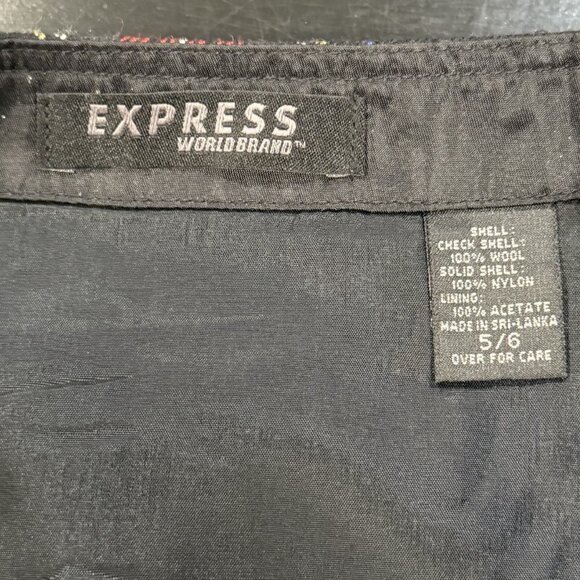 EXPRESS
WORLDBRAND™
SHELL:
CHECK SHELL:
100% WOOL
SOLID SHELL:
100% NYLON
LINING:
100% ACETATE
MADE IN SRI-LANKA
5/6
OVER FOR CARE